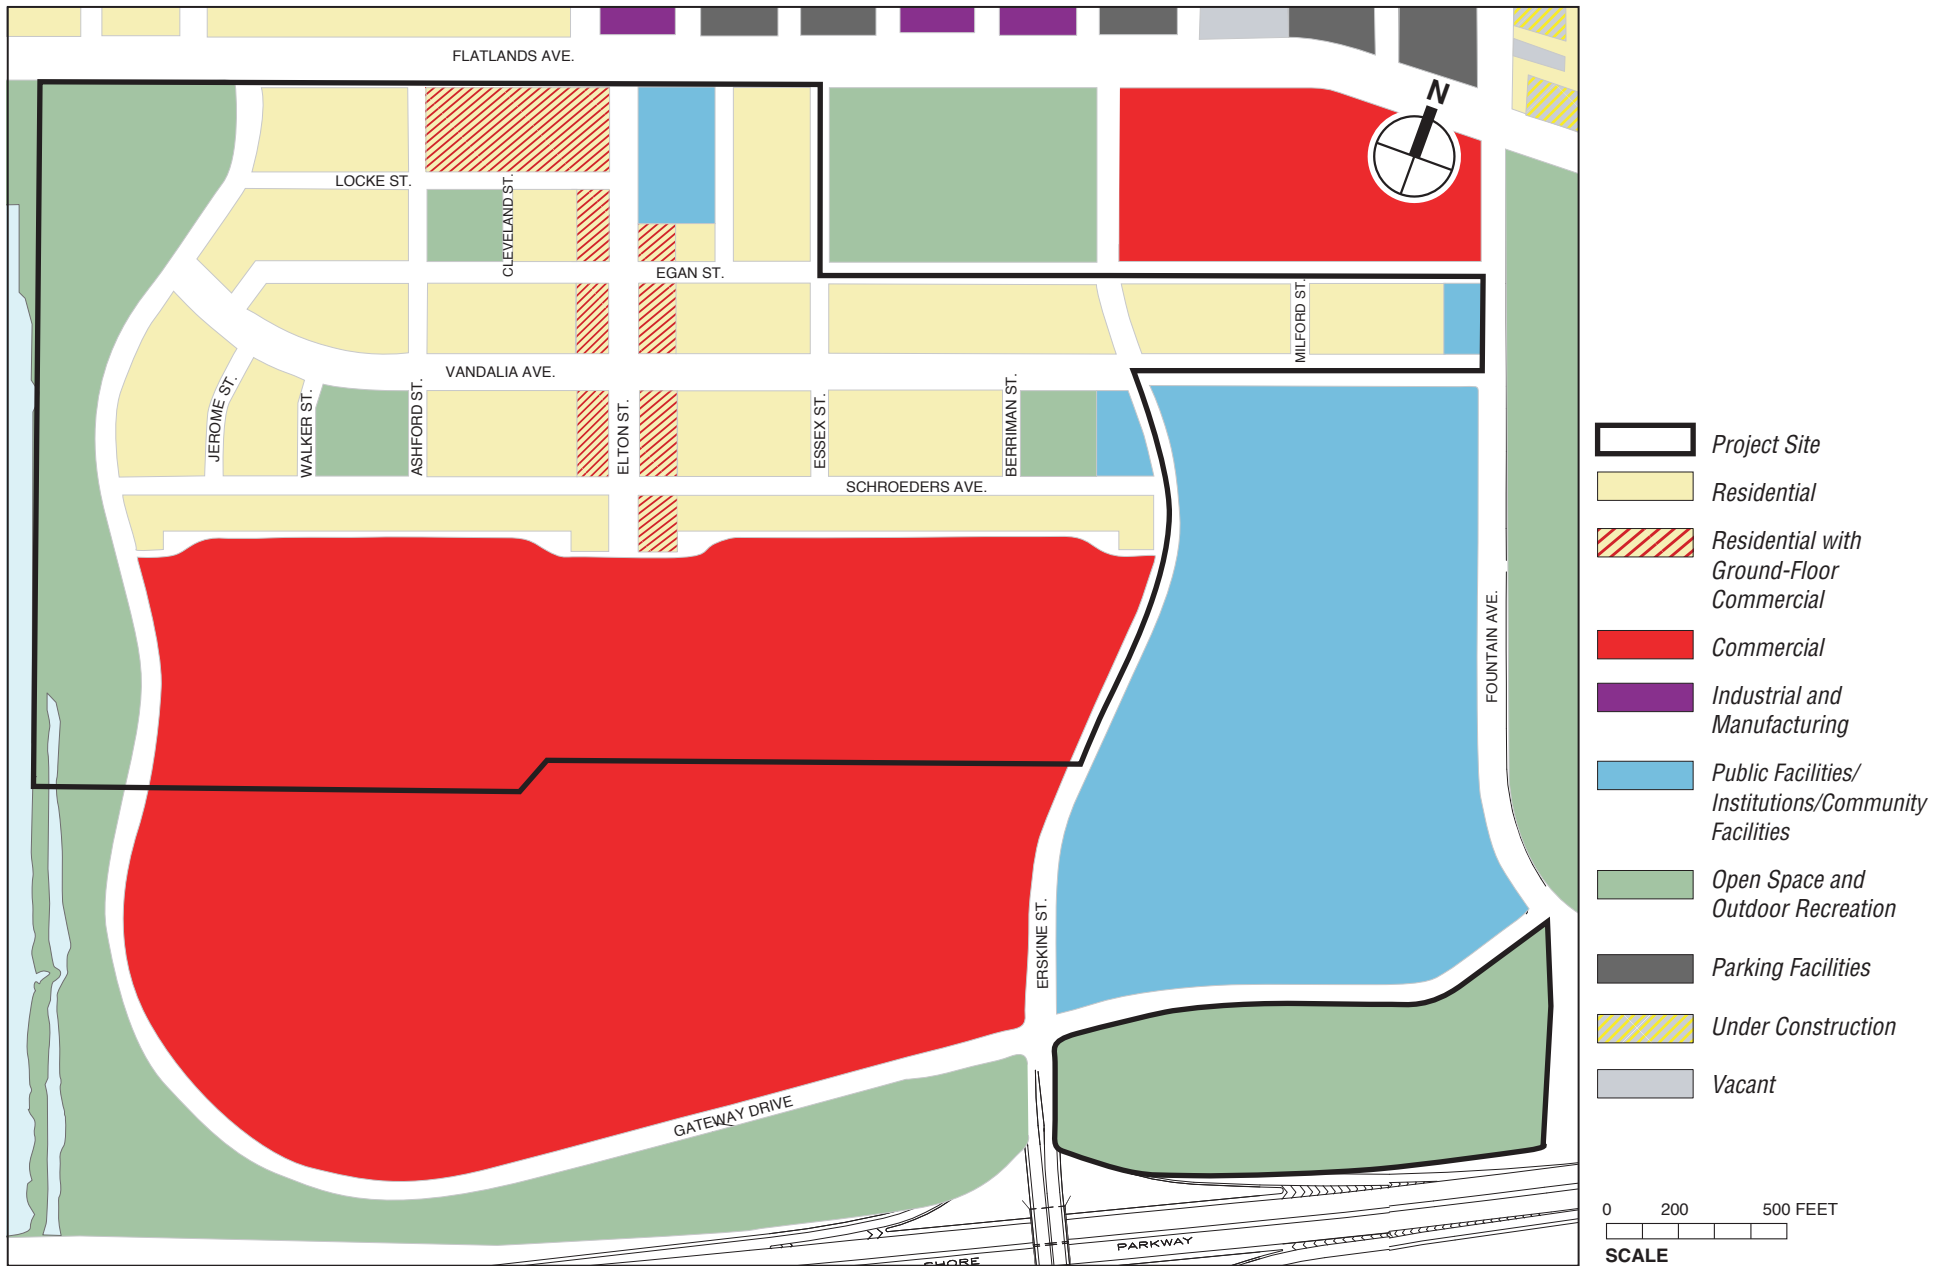 FLATLANDS AVE.
N
LOCKE ST.
CLEVELAND ST.
EGAN ST.
MILFORD ST.
VANDALIA AVE.
JEROME ST.
WALKER ST.
ASHFORD ST.
ELTON ST.
ESSEX ST.
BERRIMAN ST.
SCHROEDERS AVE.
FOUNTAIN AVE.
ERSKINE ST.
GATEWAY DRIVE
SHORE PARKWAY
Project Site
Residential
Residential with
Ground-Floor
Commercial
Commercial
Industrial and
Manufacturing
Public Facilities/
Institutions/Community
Facilities
Open Space and
Outdoor Recreation
Parking Facilities
Under Construction
Vacant
0 200 500 FEET
SCALE